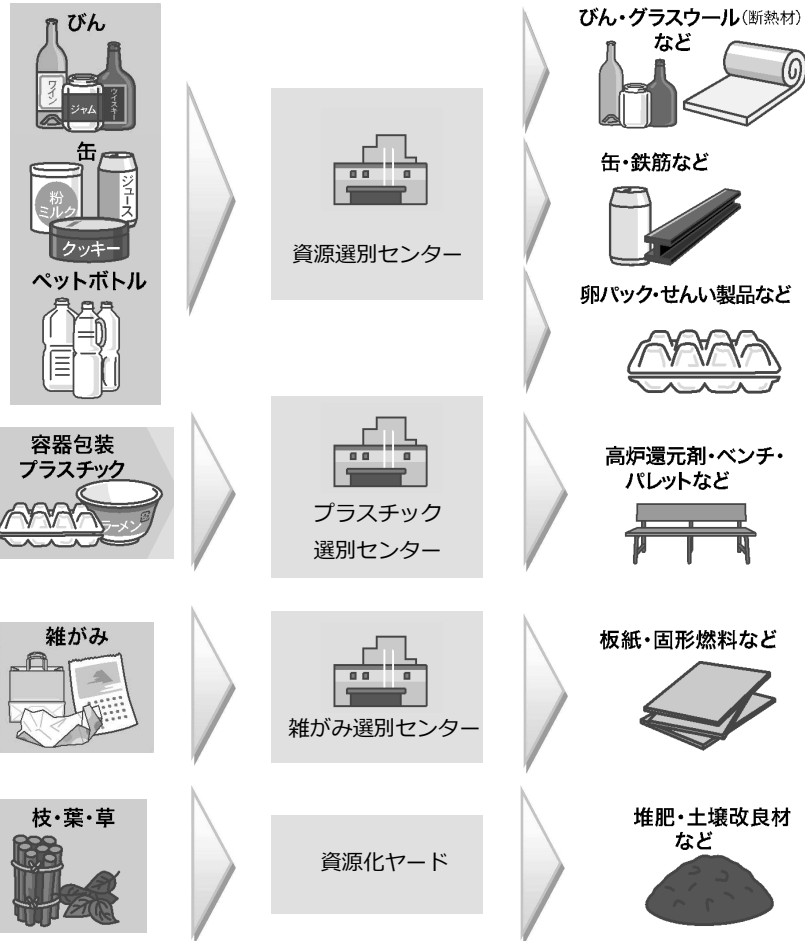 びん
ワイン
ジャム
ウイスキー
缶
粉
ミルク
ジュース
クッキー
ペットボトル
資源選別センター
びん・グラスウール(断熱材)
など
缶・鉄筋など
卵パック・せんい製品など
容器包装
プラスチック
ラーメン
プラスチック
選別センター
高炉還元剤・ベンチ・
パレットなど
雑がみ
雑がみ選別センター
板紙・固形燃料など
枝・葉・草
資源化ヤード
堆肥・土壌改良材
など